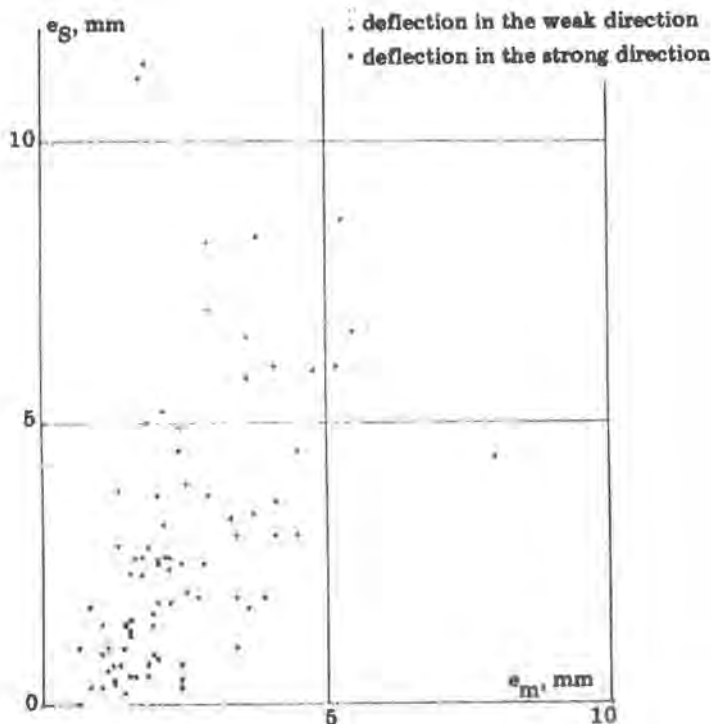 e_S, mm
deflection in the weak direction
· deflection in the strong direction
10
5
e_m, mm
0
5
10